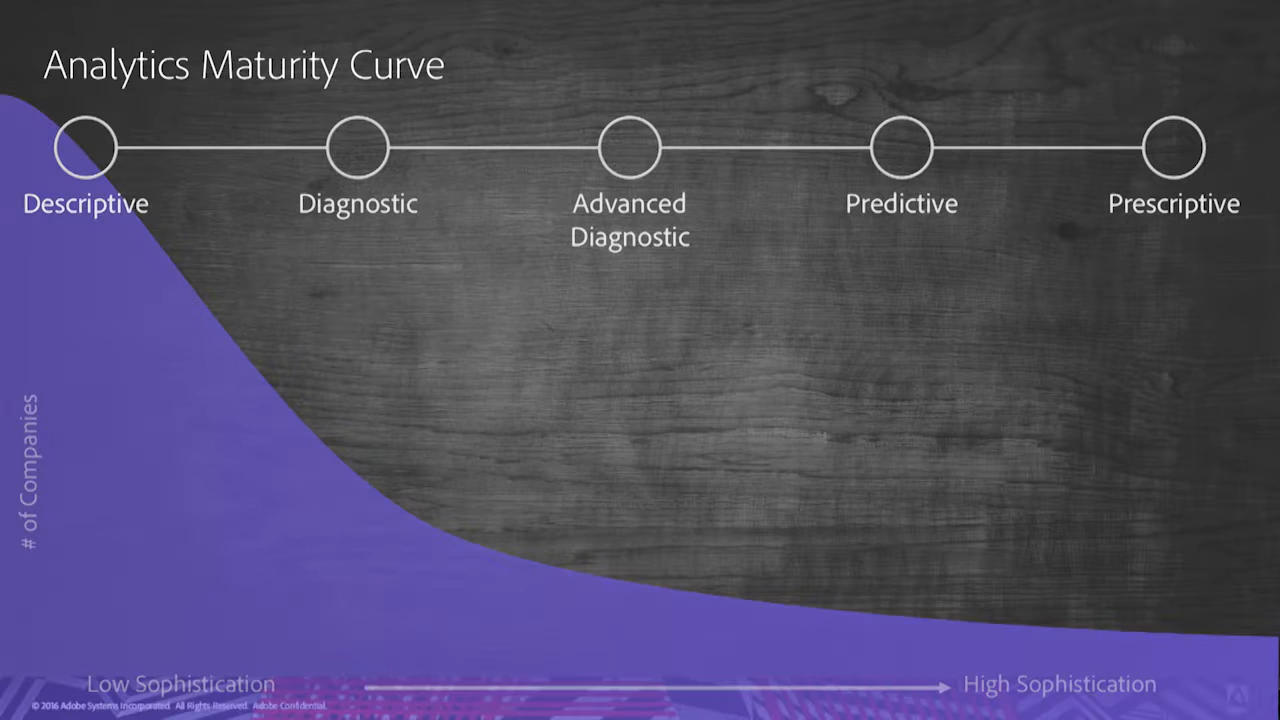 Analytics Maturity Curve
Descriptive
Diagnostic
Advanced
Diagnostic
Predictive
Prescriptive
# of Companies
Low Sophistication
High Sophistication
© 2016 Adobe Systems Incorporated. All Rights Reserved. Adobe Confidential.